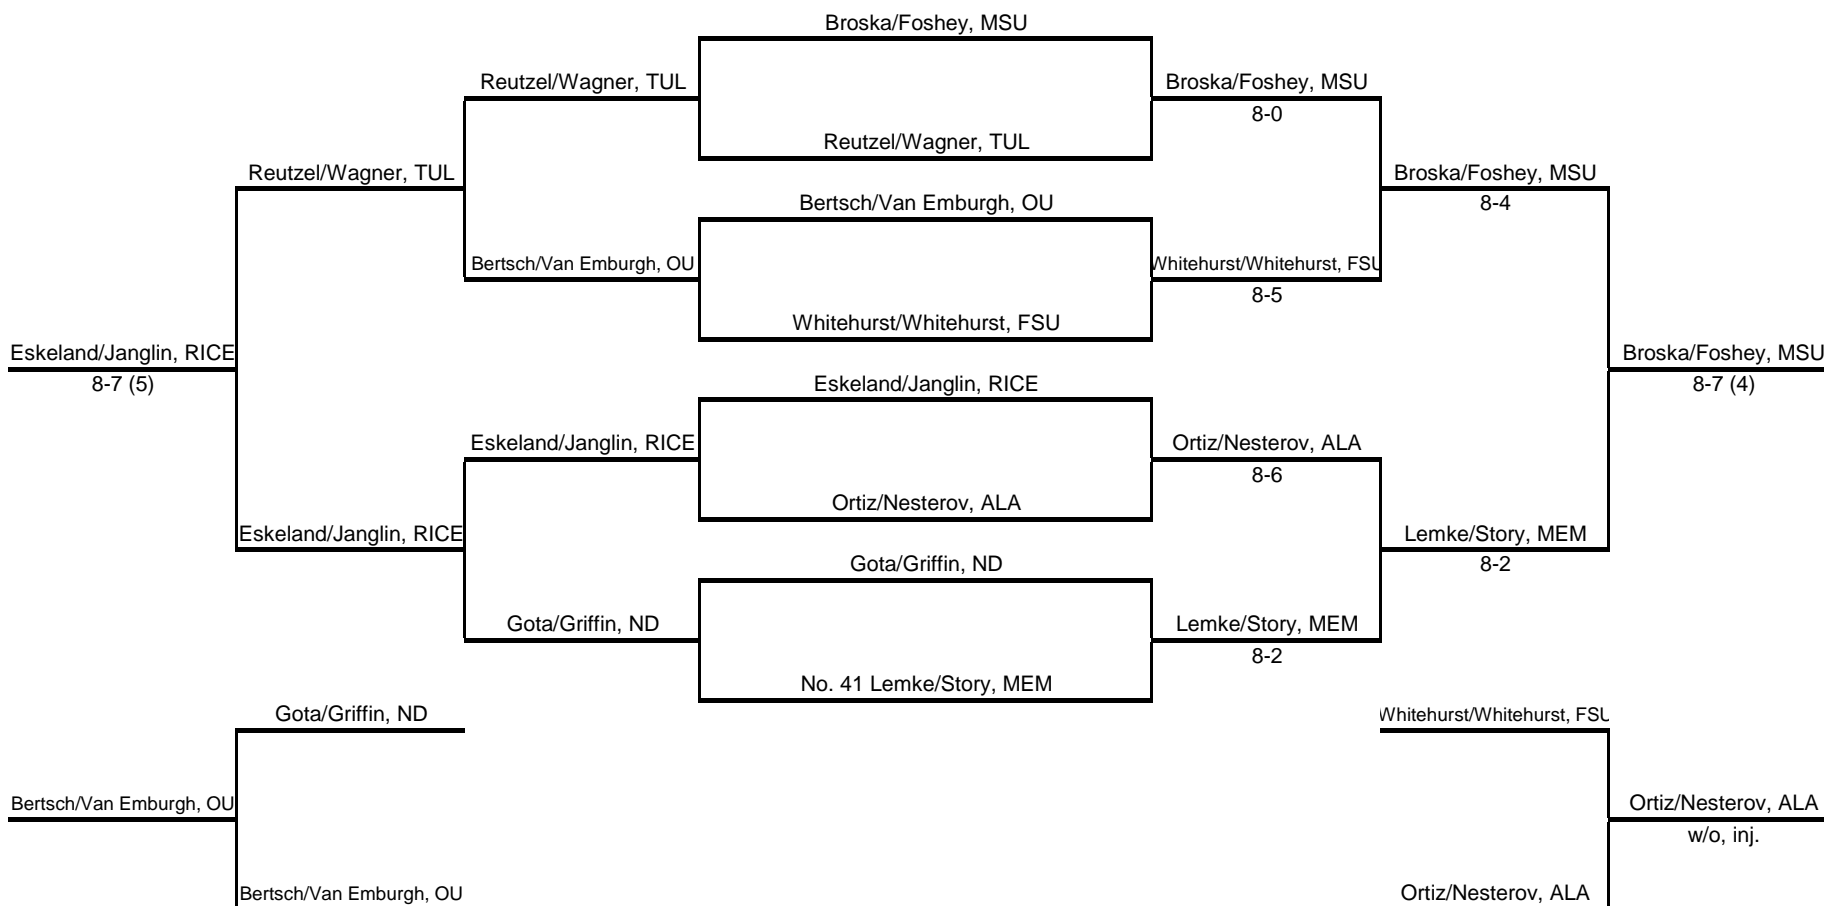 Broska/Foshey, MSU
Reutzel/Wagner, TUL
Broska/Foshey, MSU
8-0
Reutzel/Wagner, TUL
Reutzel/Wagner, TUL
Broska/Foshey, MSU
8-4
Bertsch/Van Emburgh, OU
Bertsch/Van Emburgh, OU
Whitehurst/Whitehurst, FSU
8-5
Whitehurst/Whitehurst, FSU
Eskeland/Janglin, RICE
8-7 (5)
Broska/Foshey, MSU
8-7 (4)
Eskeland/Janglin, RICE
Eskeland/Janglin, RICE
Ortiz/Nesterov, ALA
8-6
Ortiz/Nesterov, ALA
Eskeland/Janglin, RICE
Lemke/Story, MEM
8-2
Gota/Griffin, ND
Gota/Griffin, ND
Lemke/Story, MEM
8-2
No. 41 Lemke/Story, MEM
Gota/Griffin, ND
Whitehurst/Whitehurst, FSU
Bertsch/Van Emburgh, OU
Ortiz/Nesterov, ALA
w/o, inj.
Bertsch/Van Emburgh, OU
Ortiz/Nesterov, ALA